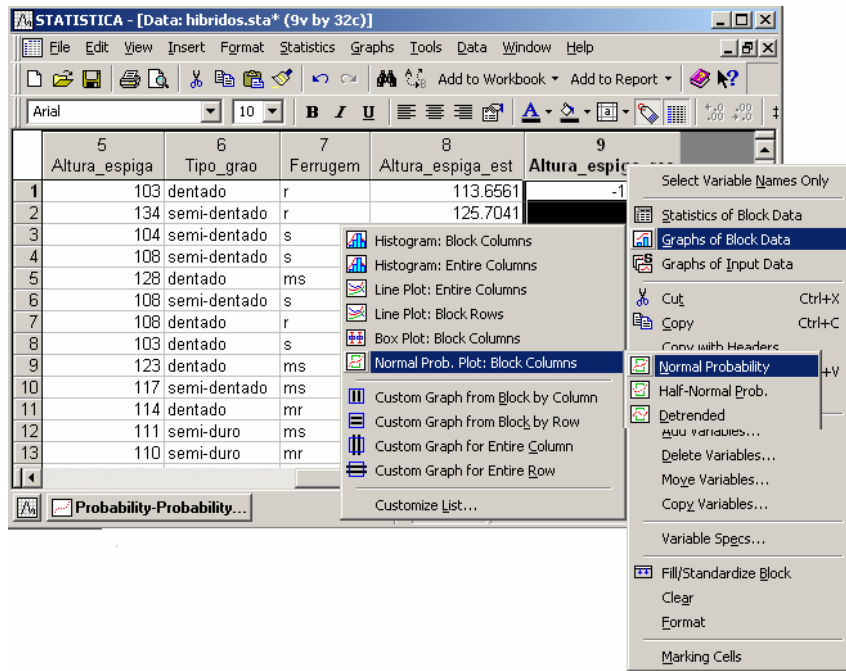 STATISTICA - [Data: hibridos.sta* (9v by 32c)]
File Edit View Insert Format Statistics Graphs Tools Data Window Help
Add to Workbook Add to Report
Arial 10 B I U A
5 6 7 8 9
Altura_espiga Tipo_grao Ferrugem Altura_espiga_est
1 103 dentado r 113.6561 -1
2 134 semi-dentado r 125.7041
3 104 semi-dentado s
4 108 semi-dentado s
5 128 dentado ms
6 108 semi-dentado s
7 108 dentado r
8 103 dentado s
9 123 dentado ms
10 117 semi-dentado ms
11 114 dentado mr
12 111 semi-duro ms
13 110 semi-duro mr
Probability-Probability...
Histogram: Block Columns
Histogram: Entire Columns
Line Plot: Entire Columns
Line Plot: Block Rows
Box Plot: Block Columns
Normal Prob. Plot: Block Columns
Custom Graph from Block by Column
Custom Graph from Block by Row
Custom Graph for Entire Column
Custom Graph for Entire Row
Customize List...
Select Variable Names Only
Statistics of Block Data
Graphs of Block Data
Graphs of Input Data
Cut Ctrl+X
Copy Ctrl+C
Copy with Headers
+V
Normal Probability
Half-Normal Prob.
Detrended
Add Variables...
Delete Variables...
Move Variables...
Copy Variables...
Variable Specs...
Fill/Standardize Block
Clear
Format
Marking Cells